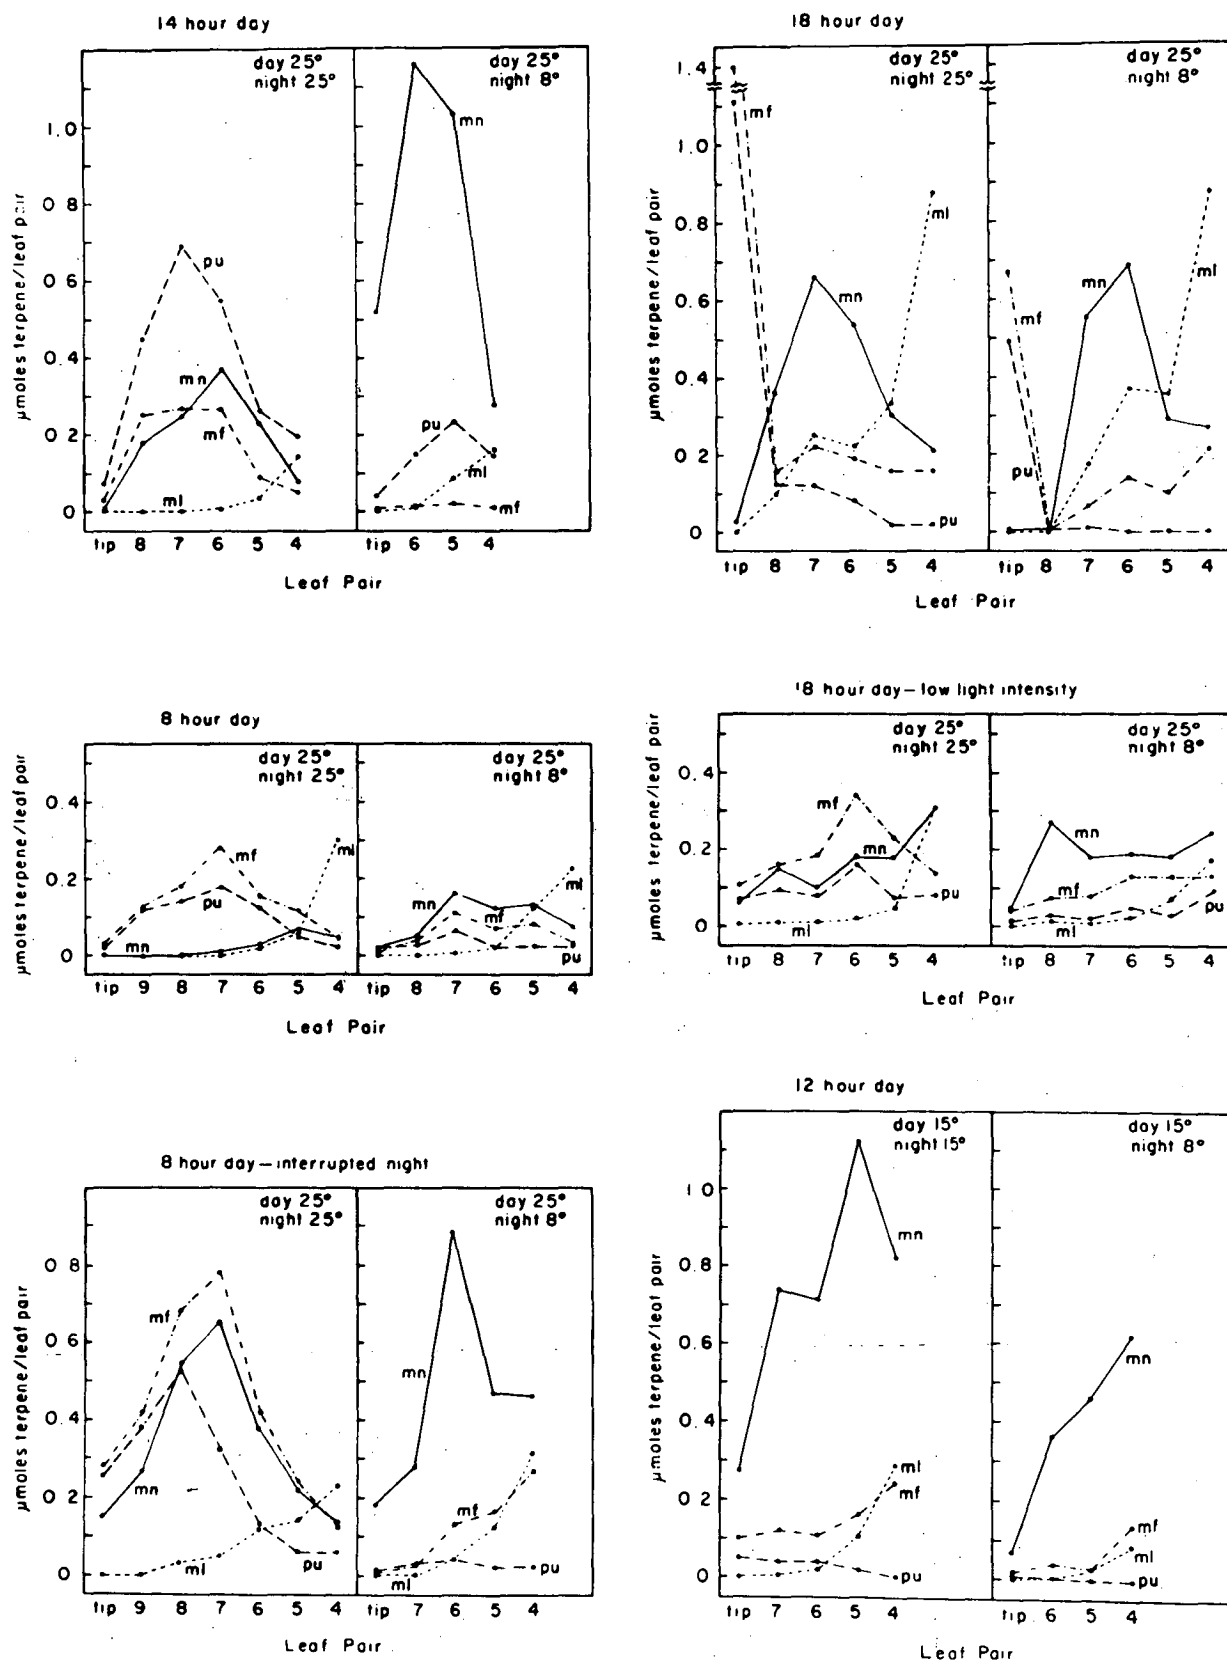 14 hour day
day 25°
night 25°
day 25°
night 8°
µmoles terpene/leaf pair
1.0
0 8
0 6
0 4
0 2
0
pu
mn
mf
ml
mn
pu
ml
mf
tip 8 7 6 5 4
tip 6 5 4
Leaf Pair
18 hour day
day 25°
night 25°
day 25°
night 8°
µmoles terpene/leaf pair
1.4
1.0
0.8
0.6
0.4
0 2
0
mf
mn
ml
pu
mf
pu
mn
ml
tip 8 7 6 5 4
tip 8 7 6 5 4
Leaf Pair
8 hour day
day 25°
night 25°
day 25°
night 8°
µmoles terpene/leaf pair
0 4
0 2
0
mf
pu
mn
ml
mn
mf
ml
pu
tip 9 8 7 6 5 4
tip 8 7 6 5 4
Leaf Pair
18 hour day – low light intensity
day 25°
night 25°
day 25°
night 8°
µmoles terpene/leaf pair
0.4
0 2
0
mf
mn
pu
ml
mn
mf
ml
pu
tip 8 7 6 5 4
tip 8 7 6 5 4
Leaf Pair
8 hour day – interrupted night
day 25°
night 25°
day 25°
night 8°
µmoles terpene/leaf pair
0 8
0 6
0 4
0 2
0
mf
mn
ml
pu
mn
mf
ml
pu
tip 9 8 7 6 5 4
tip 7 6 5 4
Leaf Pair
12 hour day
day 15°
night 15°
day 15°
night 8°
µmoles terpene/leaf pair
1 0
0.8
0 6
0 4
0 2
0
mn
ml
mf
pu
mn
mf
ml
pu
tip 7 6 5 4
tip 6 5 4
Leaf Pair